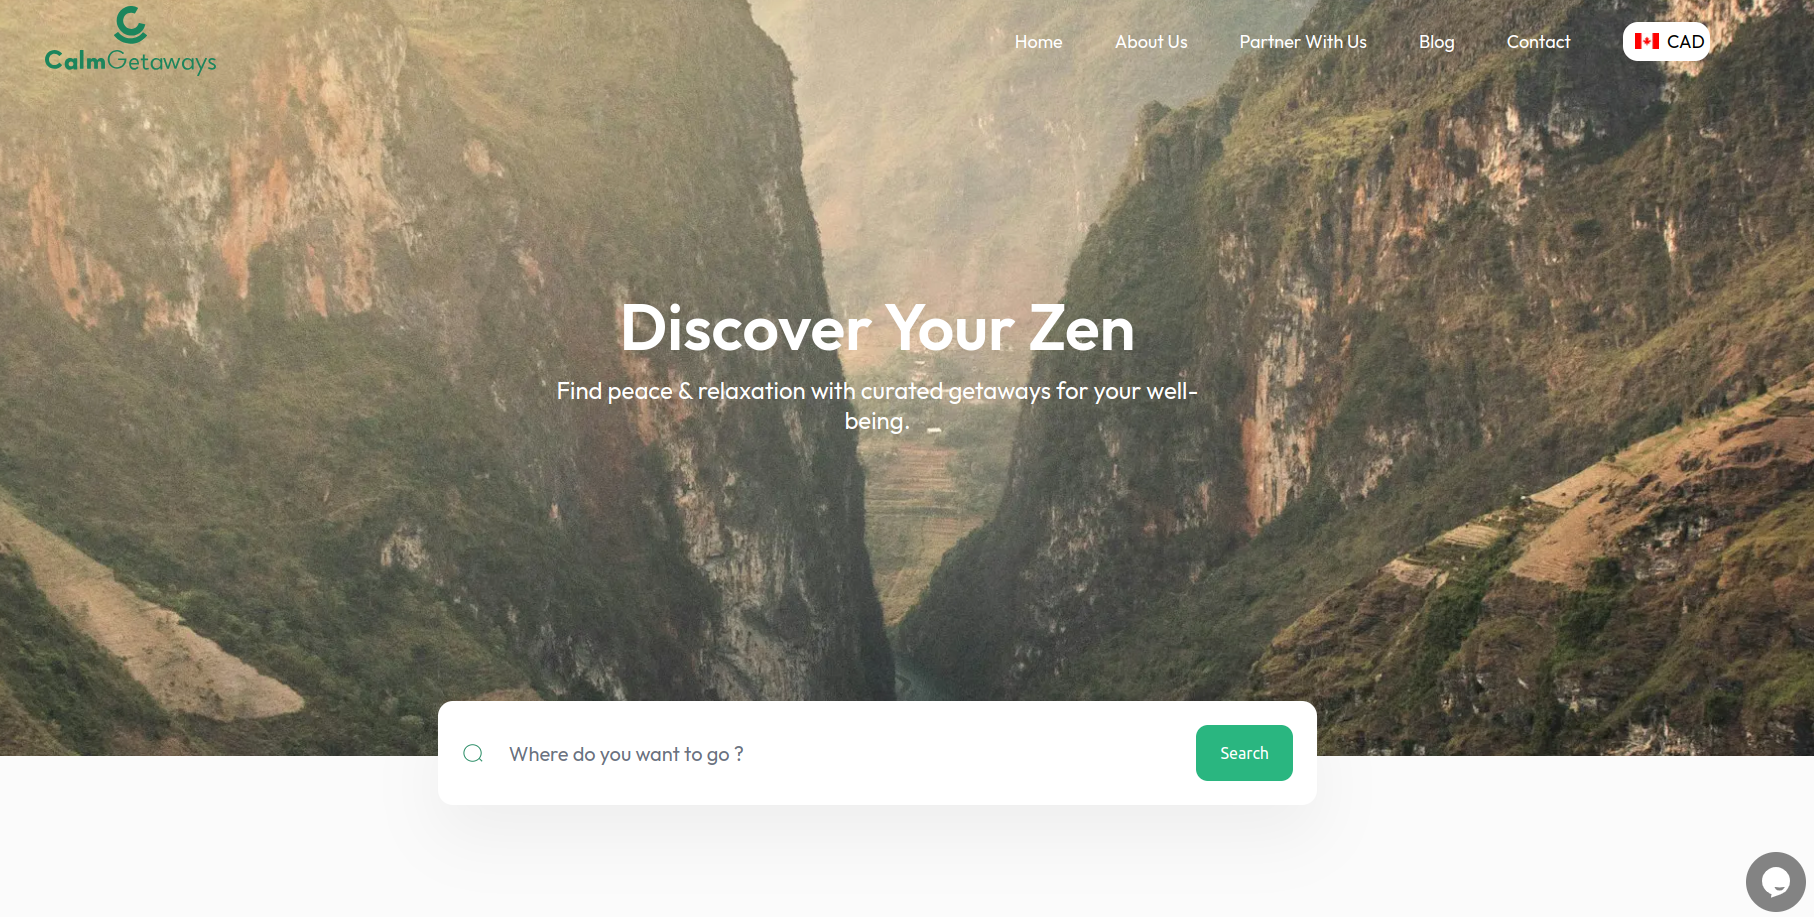 CalmGetaways
Home
About Us
Partner With Us
Blog
Contact
CAD
Discover Your Zen
Find peace & relaxation with curated getaways for your well-
being.
Where do you want to go ?
Search